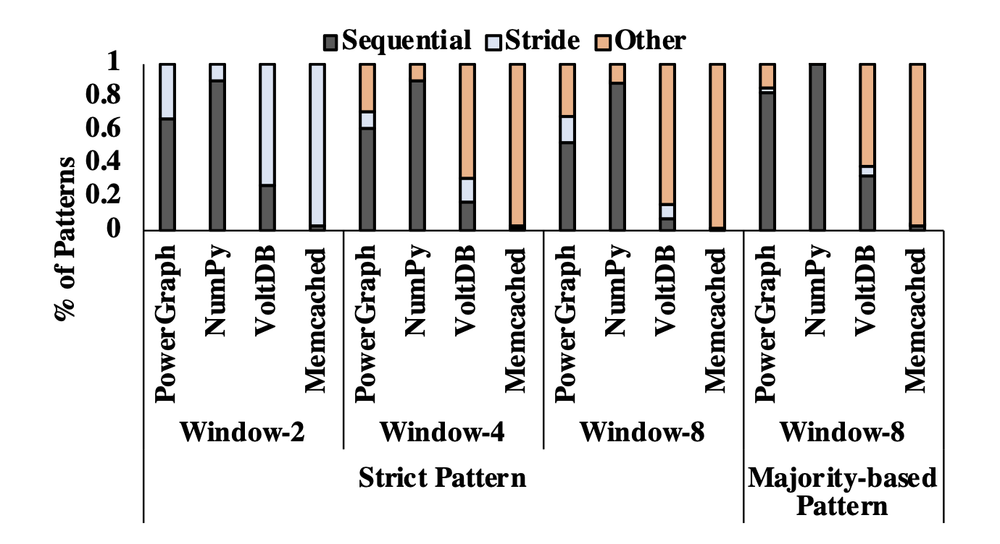 Sequential Stride Other
1
0.8
0.6
0.4
0.2
0
% of Patterns
PowerGraph
NumPy
VoltDB
Memcached
PowerGraph
NumPy
VoltDB
Memcached
PowerGraph
NumPy
VoltDB
Memcached
PowerGraph
NumPy
VoltDB
Memcached
Window-2 Window-4 Window-8 Window-8
Strict Pattern
Majority-based
Pattern